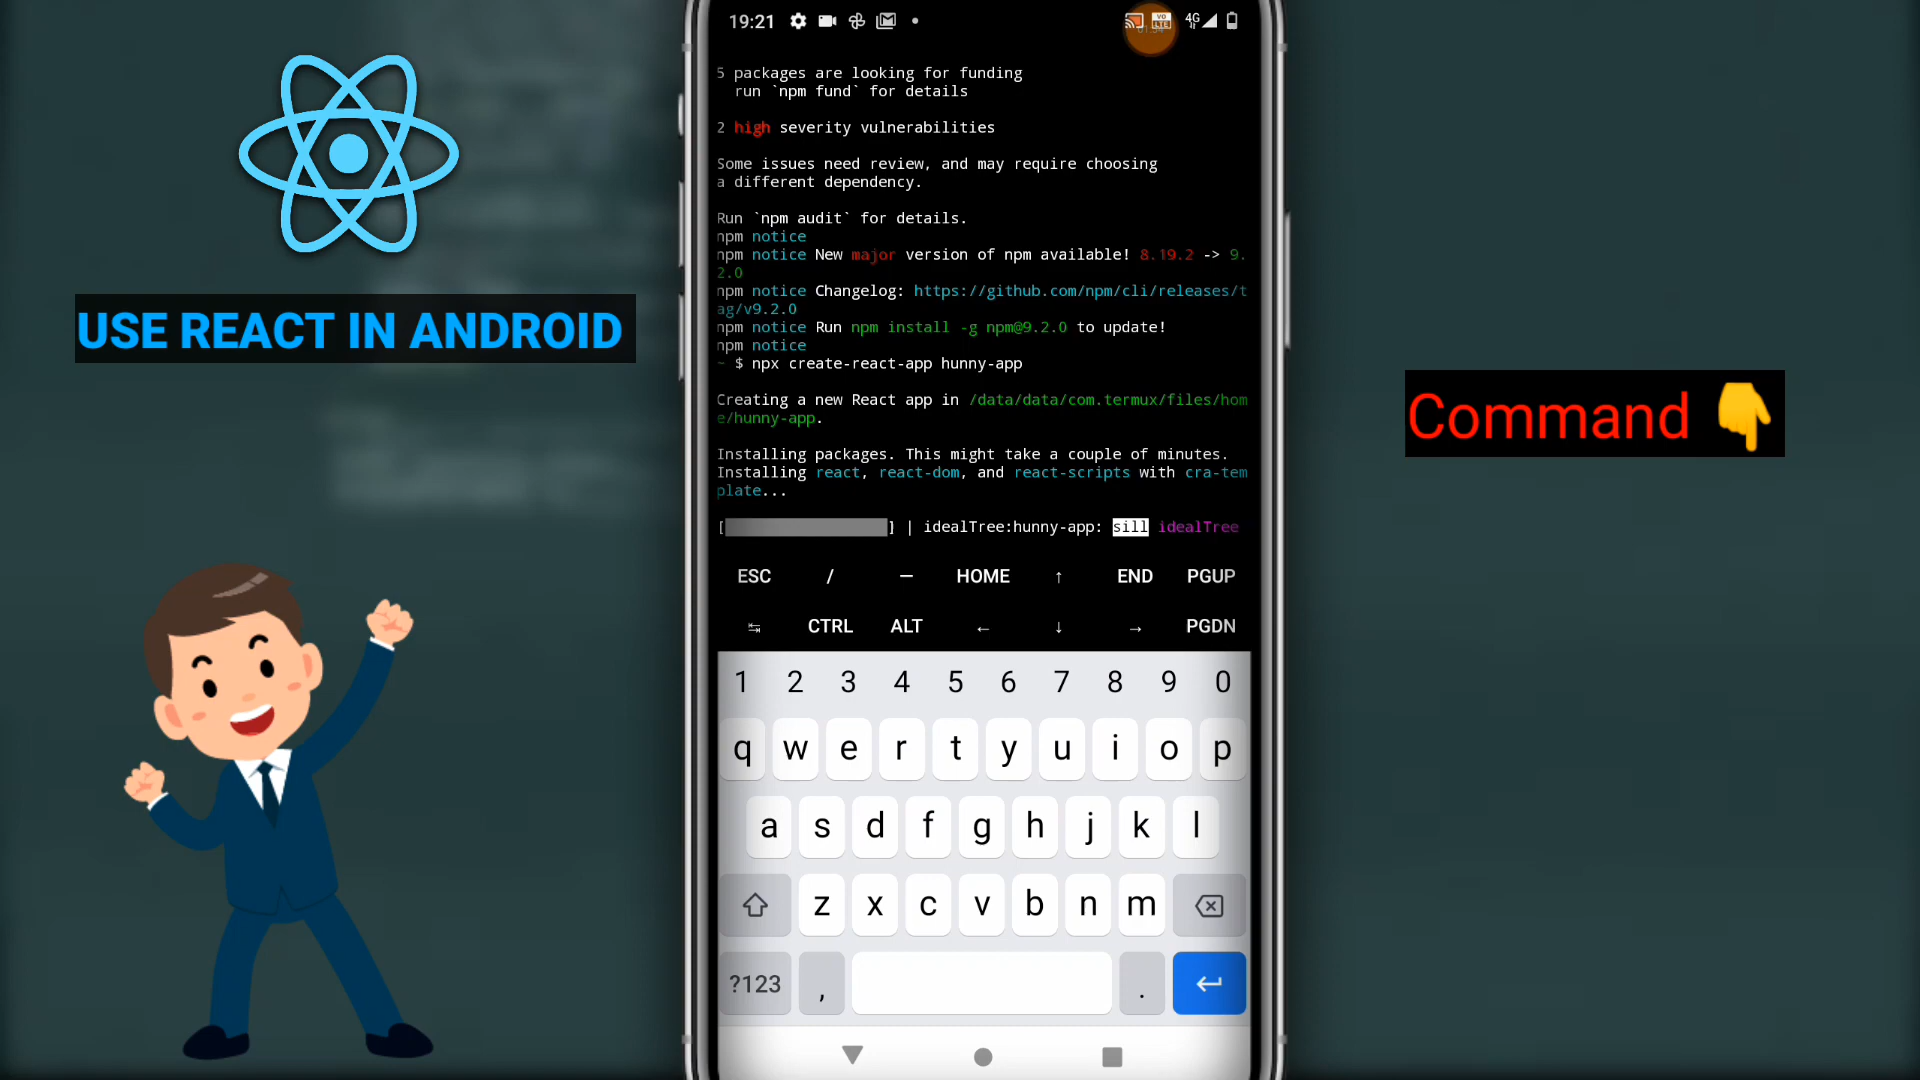 19:21
VO
LTE
4G
5 packages are looking for funding
run `npm fund` for details
2 high severity vulnerabilities
Some issues need review, and may require choosing
a different dependency.
Run `npm audit` for details.
npm notice
npm notice New major version of npm available! 8.19.2 -> 9.
2.0
npm notice Changelog: https://github.com/npm/cli/releases/t
ag/v9.2.0
npm notice Run npm install -g npm@9.2.0 to update!
npm notice
~ $ npx create-react-app hunny-app
Creating a new React app in /data/data/com.termux/files/hom
e/hunny-app.
Installing packages. This might take a couple of minutes.
Installing react, react-dom, and react-scripts with cra-tem
plate...
[                  ] | idealTree:hunny-app: sill idealTree
ESC / — HOME ↑ END PGUP
↹ CTRL ALT ← ↓ → PGDN
1 2 3 4 5 6 7 8 9 0
q w e r t y u i o p
a s d f g h j k l
z x c v b n m
?123 , .
USE REACT IN ANDROID
Command 👇